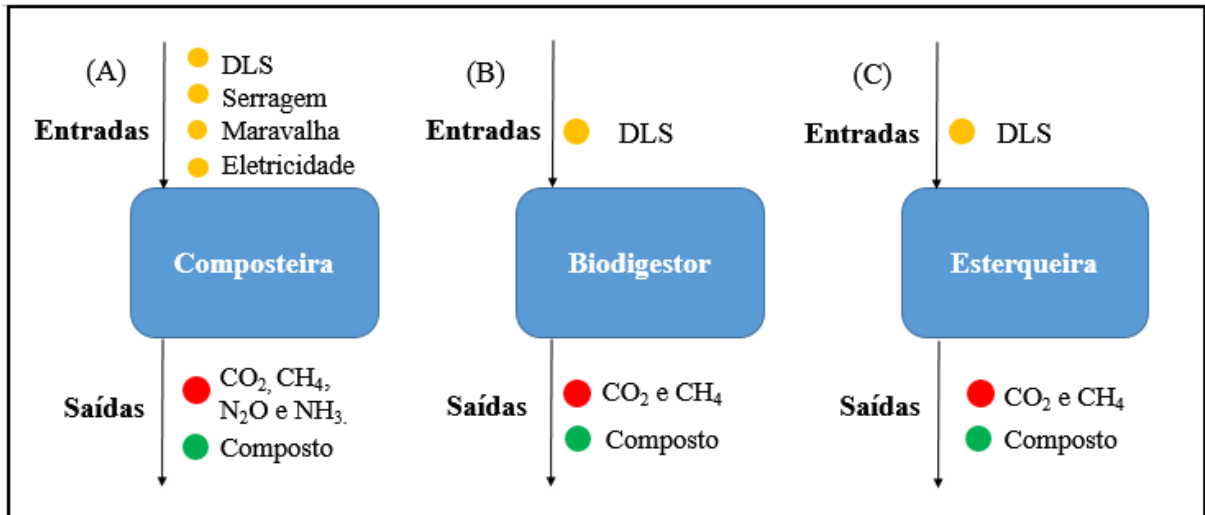 (A)
Entradas
DLS
Serragem
Maravalha
Eletricidade
Composteira
Saídas
CO₂, CH₄,
N₂O e NH₃.
Composto
(B)
Entradas
DLS
Biodigestor
Saídas
CO₂ e CH₄
Composto
(C)
Entradas
DLS
Esterqueira
Saídas
CO₂ e CH₄
Composto